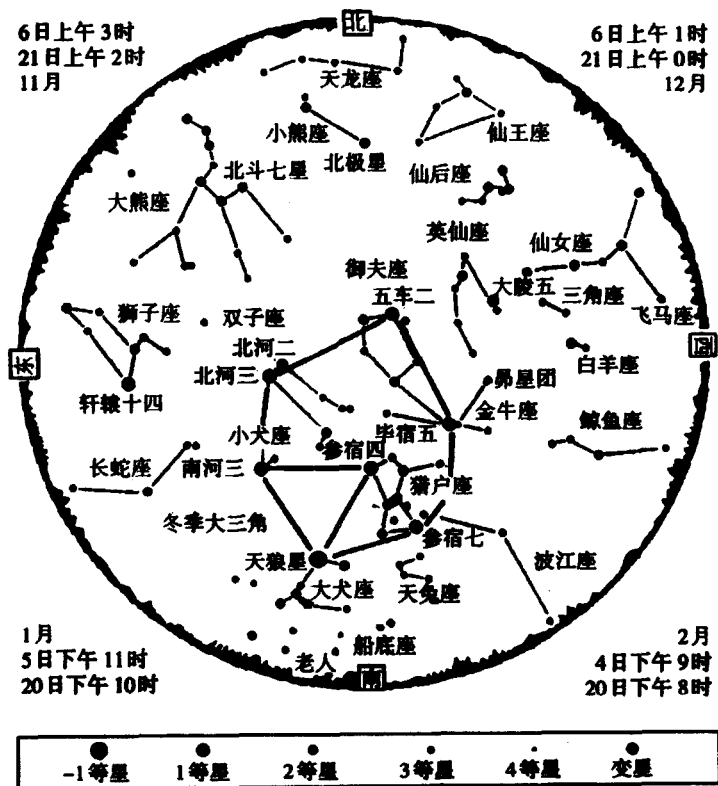 北
6日上午3时
21日上午2时
11月
6日上午1时
21日上午0时
12月
天龙座
小熊座
北极星
仙王座
北斗七星
仙后座
大熊座
英仙座
仙女座
御夫座
五车二
大陵五
三角座
飞马座
狮子座
双子座
北河二
北河三
东
西
白羊座
轩辕十四
昴星团
金牛座
小犬座
毕宿五
鲸鱼座
参宿四
长蛇座
南河三
猎户座
冬季大三角
参宿七
天狼星
波江座
大犬座
天兔座
船底座
老人
南
1月
5日下午11时
20日下午10时
2月
4日下午9时
20日下午8时
-1等星
1等星
2等星
3等星
4等星
变星